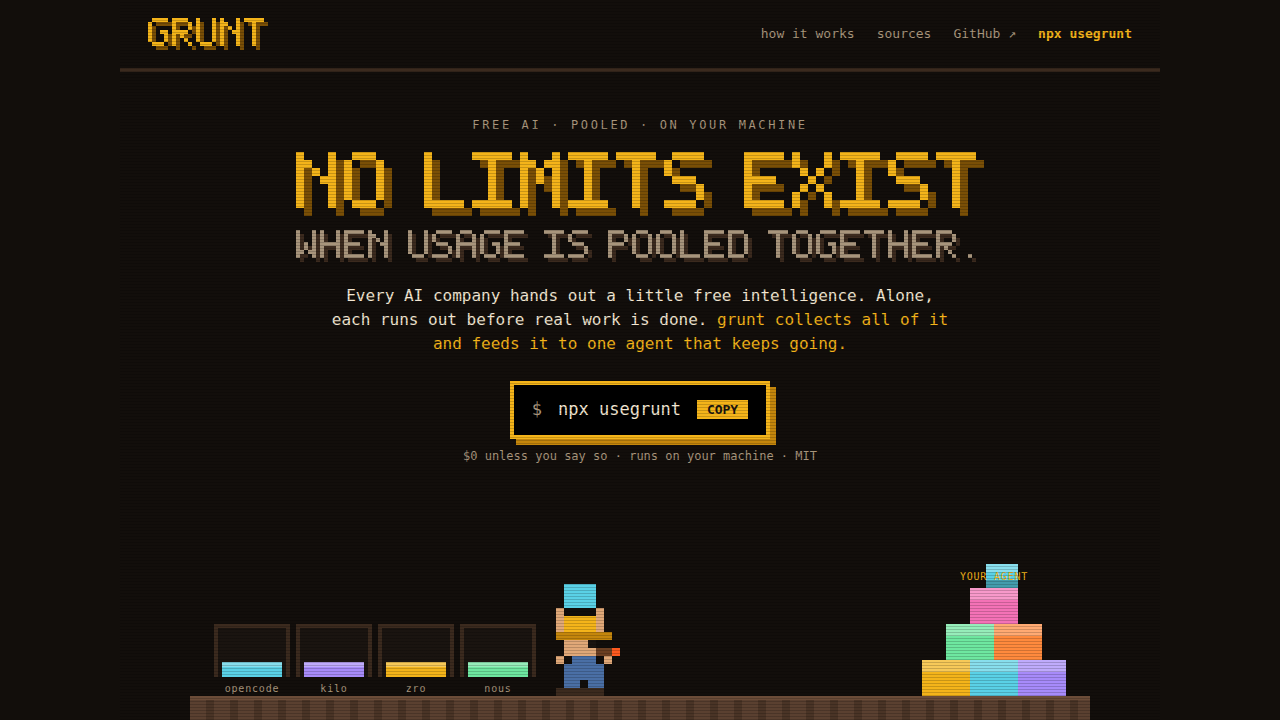 GRUNT
how it works sources GitHub ↗ npx usegrunt
FREE AI · POOLED · ON YOUR MACHINE
NO LIMITS EXIST
WHEN USAGE IS POOLED TOGETHER.
Every AI company hands out a little free intelligence. Alone,
each runs out before real work is done. grunt collects all of it
and feeds it to one agent that keeps going.
$ npx usegrunt COPY
$0 unless you say so · runs on your machine · MIT
YOUR AGENT
opencode kilo zro nous